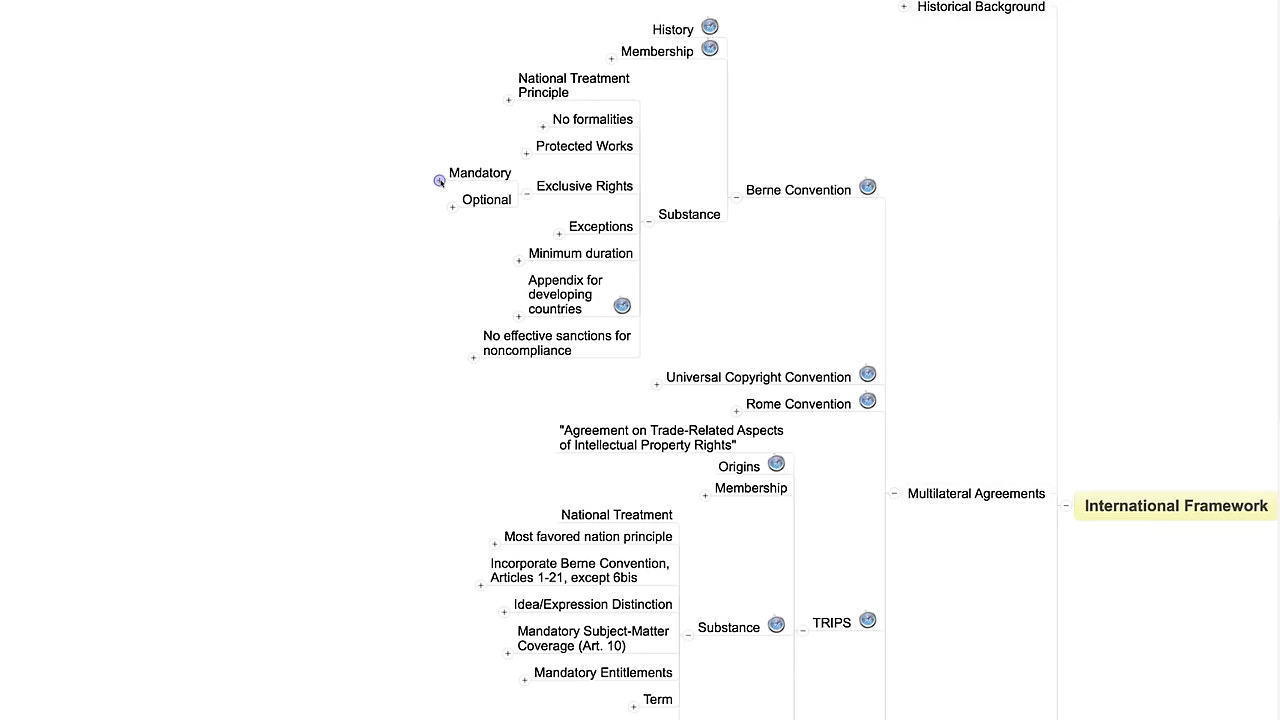 Historical Background
History
Membership
National Treatment
Principle
No formalities
Protected Works
Mandatory
Exclusive Rights
Optional
Berne Convention
Substance
Exceptions
Minimum duration
Appendix for
developing
countries
No effective sanctions for
noncompliance
Universal Copyright Convention
Rome Convention
"Agreement on Trade-Related Aspects
of Intellectual Property Rights"
Origins
Membership
Multilateral Agreements
International Framework
National Treatment
Most favored nation principle
Incorporate Berne Convention,
Articles 1-21, except 6bis
Idea/Expression Distinction
Substance
TRIPS
Mandatory Subject-Matter
Coverage (Art. 10)
Mandatory Entitlements
Term